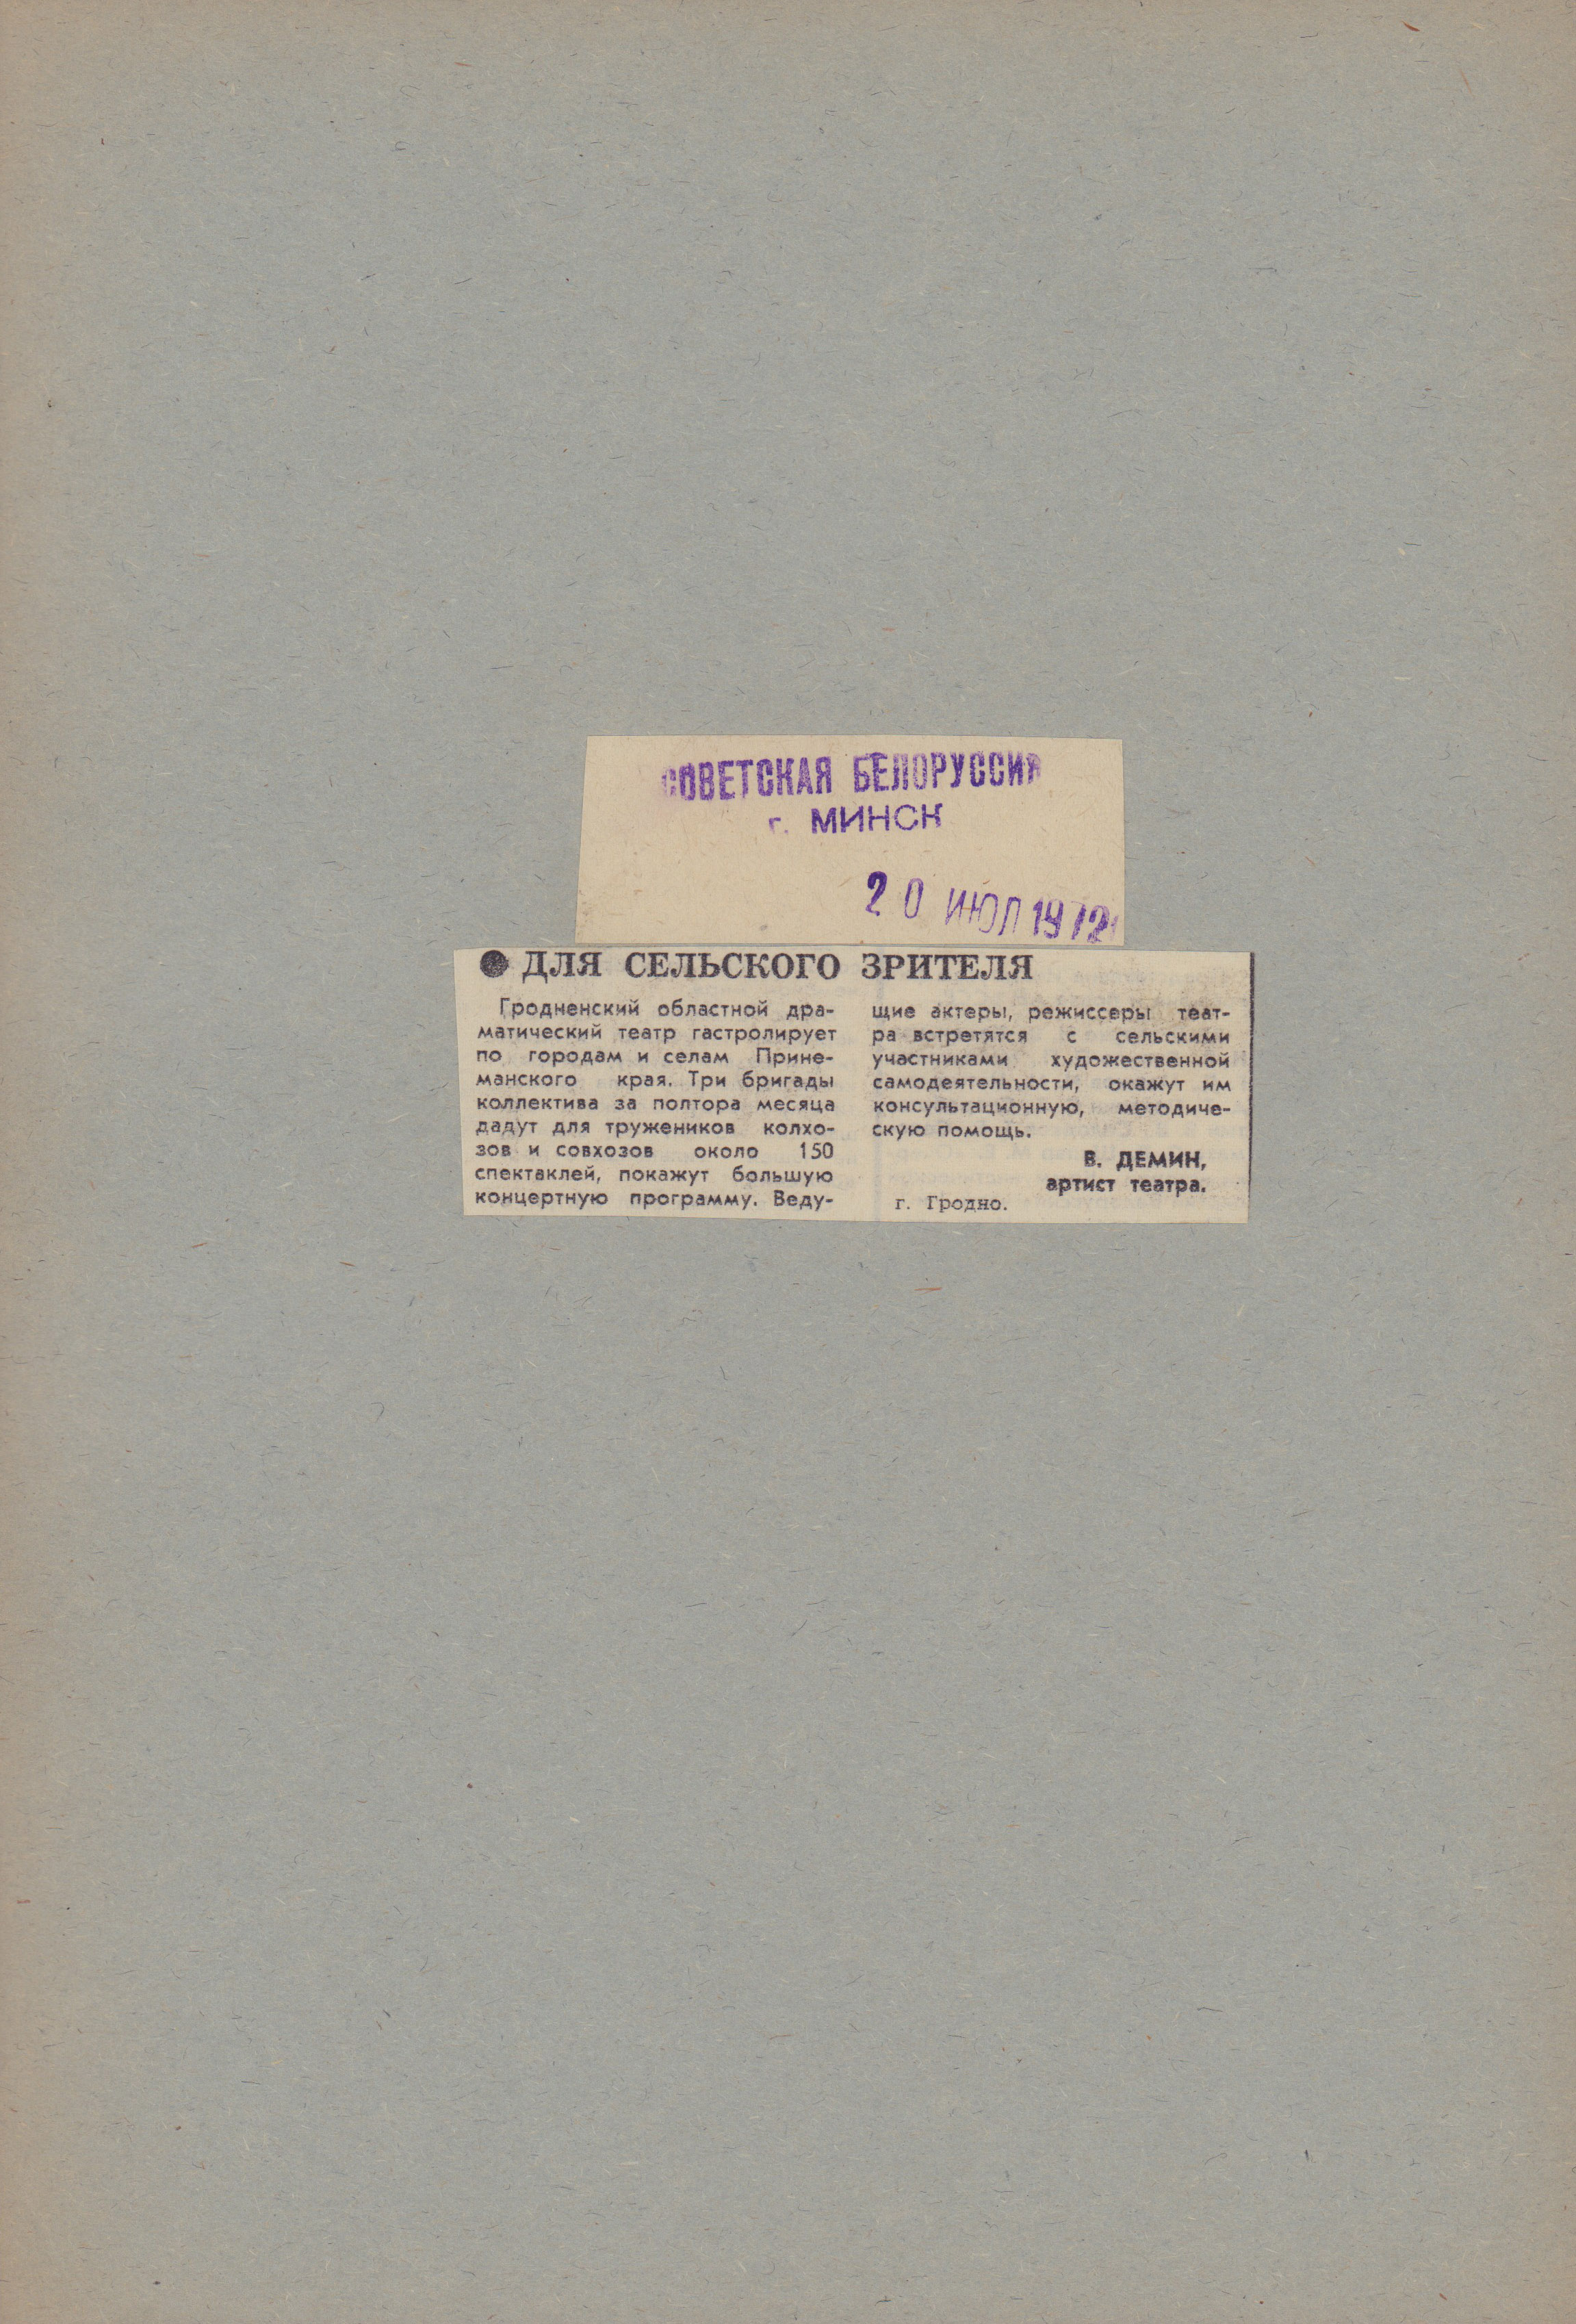 СОВЕТСКАЯ БЕЛОРУССИЯ
г. МИНСК
20 ИЮЛ 1972
● ДЛЯ СЕЛЬСКОГО ЗРИТЕЛЯ
Гродненский областной дра-
матический театр гастролирует
по городам и селам Прине-
манского края. Три бригады
коллектива за полтора месяца
дадут для тружеников колхо-
зов и совхозов около 150
спектаклей, покажут большую
концертную программу. Веду-
щие актеры, режиссеры теат-
ра встретятся с сельскими
участниками художественной
самодеятельности, окажут им
консультационную, методиче-
скую помощь.
В. ДЕМИН,
артист театра.
г. Гродно.